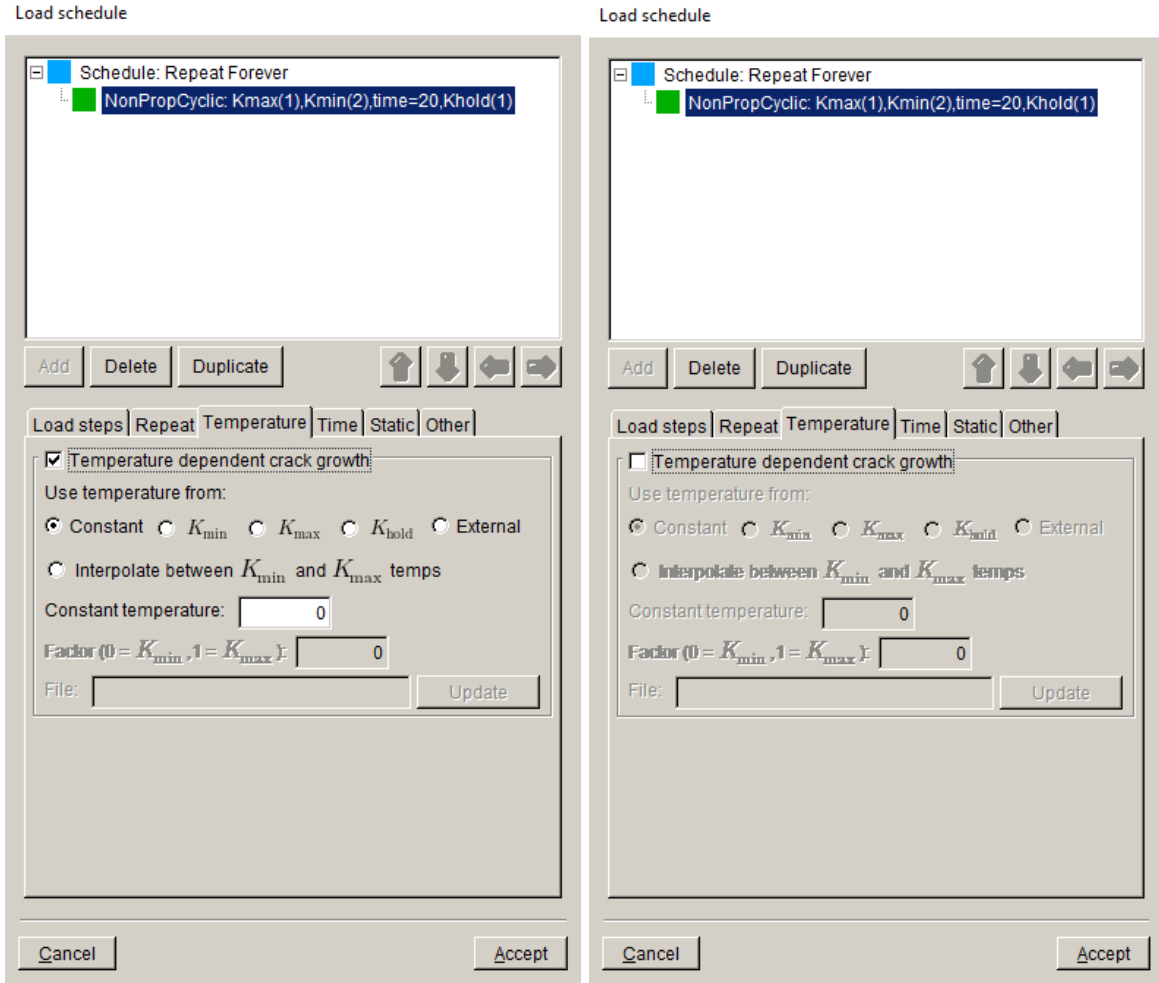 Load schedule
Schedule: Repeat Forever
NonPropCyclic: Kmax(1),Kmin(2),time=20,Khold(1)
Add Delete Duplicate
Load steps Repeat Temperature Time Static Other
Temperature dependent crack growth
Use temperature from:
Constant Kmin Kmax Khold External
Interpolate between Kmin and Kmax temps
Constant temperature: 0
Factor (0 = Kmin ,1 = Kmax ): 0
File: Update
Cancel Accept
Load schedule
Schedule: Repeat Forever
NonPropCyclic: Kmax(1),Kmin(2),time=20,Khold(1)
Add Delete Duplicate
Load steps Repeat Temperature Time Static Other
Temperature dependent crack growth
Use temperature from:
Constant Kmin Kmax Khold External
Interpolate between Kmin and Kmax temps
Constant temperature: 0
Factor (0 = Kmin ,1 = Kmax ): 0
File: Update
Cancel Accept